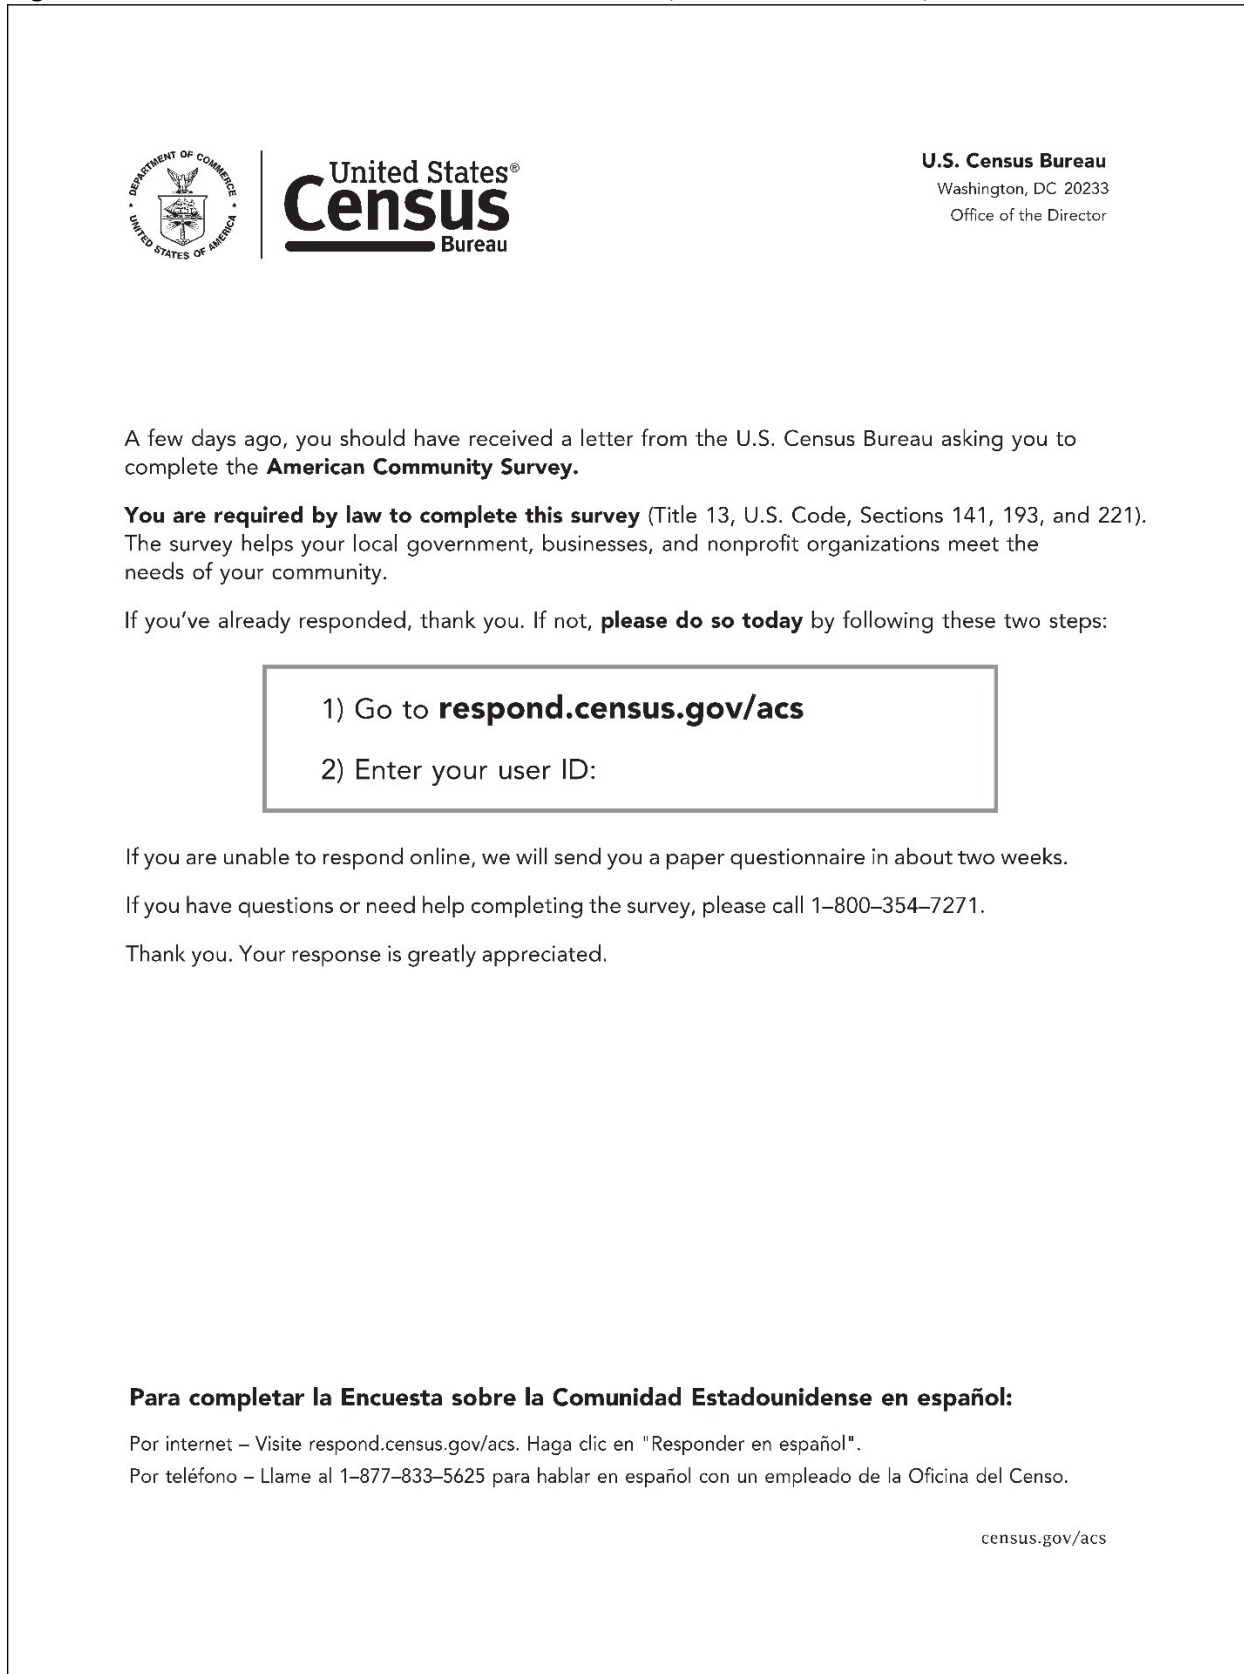 DEPARTMENT OF COMMERCE
UNITED STATES OF AMERICA
United States®
Census
Bureau
U.S. Census Bureau
Washington, DC 20233
Office of the Director
A few days ago, you should have received a letter from the U.S. Census Bureau asking you to
complete the American Community Survey.
You are required by law to complete this survey (Title 13, U.S. Code, Sections 141, 193, and 221).
The survey helps your local government, businesses, and nonprofit organizations meet the
needs of your community.
If you’ve already responded, thank you. If not, please do so today by following these two steps:
1) Go to respond.census.gov/acs
2) Enter your user ID:
If you are unable to respond online, we will send you a paper questionnaire in about two weeks.
If you have questions or need help completing the survey, please call 1–800–354–7271.
Thank you. Your response is greatly appreciated.
Para completar la Encuesta sobre la Comunidad Estadounidense en español:
Por internet – Visite respond.census.gov/acs. Haga clic en "Responder en español".
Por teléfono – Llame al 1–877–833–5625 para hablar en español con un empleado de la Oficina del Censo.
census.gov/acs